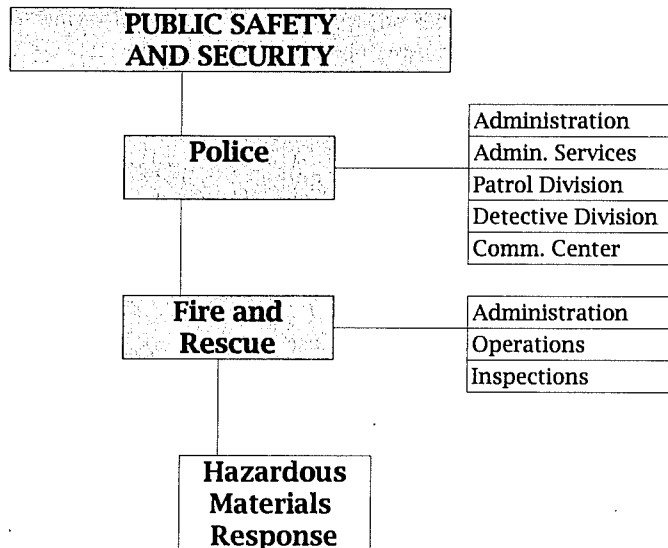 PUBLIC SAFETY
AND SECURITY
Police
Administration
Admin. Services
Patrol Division
Detective Division
Comm. Center
Fire and
Rescue
Administration
Operations
Inspections
Hazardous
Materials
Response